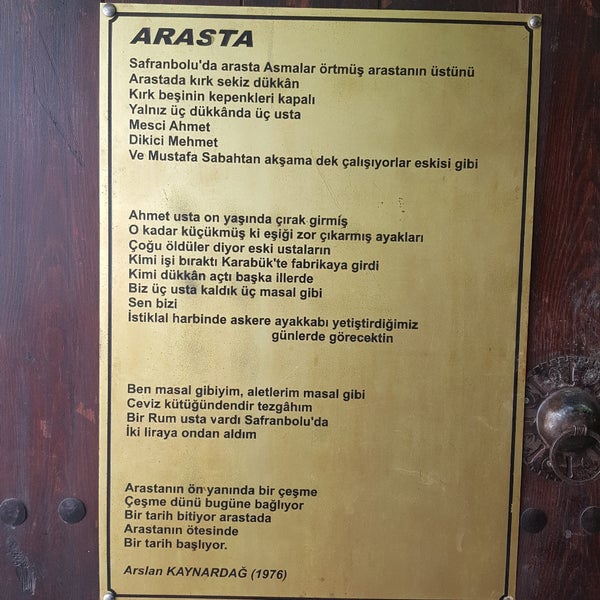 ARASTA
Safranbolu'da arasta Asmalar örtmüş arastanın üstünü
Arastada kırk sekiz dükkân
Kırk beşinin kepenkleri kapalı
Yalnız üç dükkânda üç usta
Mesci Ahmet
Dikici Mehmet
Ve Mustafa Sabahtan akşama dek çalışıyorlar eskisi gibi
Ahmet usta on yaşında çırak girmiş
O kadar küçükmüş ki eşiği zor çıkarmış ayakları
Çoğu öldüler diyor eski ustaların
Kimi işi bıraktı Karabük'te fabrikaya girdi
Kimi dükkân açtı başka illerde
Biz üç usta kaldık üç masal gibi
Sen bizi
İstiklal harbinde askere ayakkabı yetiştirdiğimiz
günlerde görecektin
Ben masal gibiyim, aletlerim masal gibi
Ceviz kütüğündendir tezgâhım
Bir Rum usta vardı Safranbolu'da
İki liraya ondan aldım
Arastanın ön yanında bir çeşme
Çeşme dünü bugüne bağlıyor
Bir tarih bitiyor arastada
Arastanın ötesinde
Bir tarih başlıyor.
Arslan KAYNARDAĞ (1976)